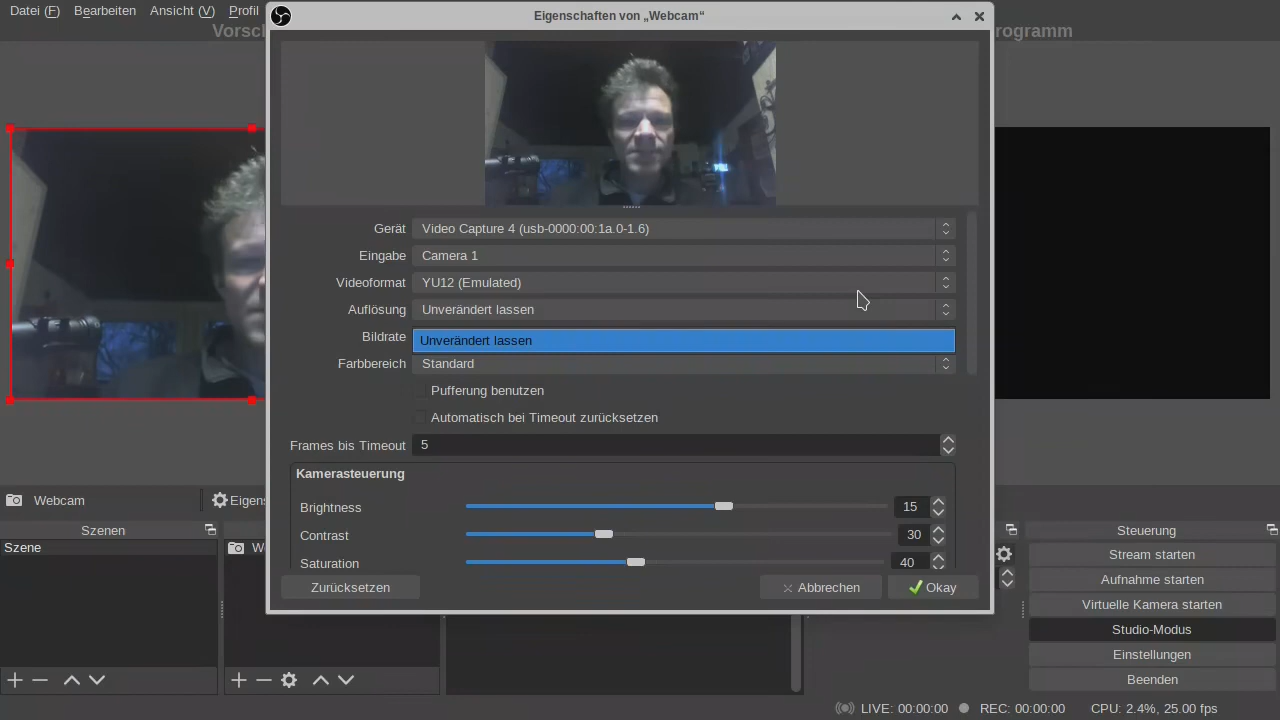 Datei (F) Bearbeiten Ansicht (V) Profil
Eigenschaften von „Webcam“
Vorsch
rogramm
Gerät Video Capture 4 (usb-0000:00:1a.0-1.6)
Eingabe Camera 1
Videoformat YU12 (Emulated)
Auflösung Unverändert lassen
Bildrate Unverändert lassen
Farbbereich Standard
Pufferung benutzen
Automatisch bei Timeout zurücksetzen
Frames bis Timeout 5
Kamerasteuerung
Brightness 15
Contrast 30
Saturation 40
Zurücksetzen Abbrechen Okay
Webcam Eigens
Szenen
Szene
W
Steuerung
Stream starten
Aufnahme starten
Virtuelle Kamera starten
Studio-Modus
Einstellungen
Beenden
LIVE: 00:00:00 REC: 00:00:00 CPU: 2.4%, 25.00 fps